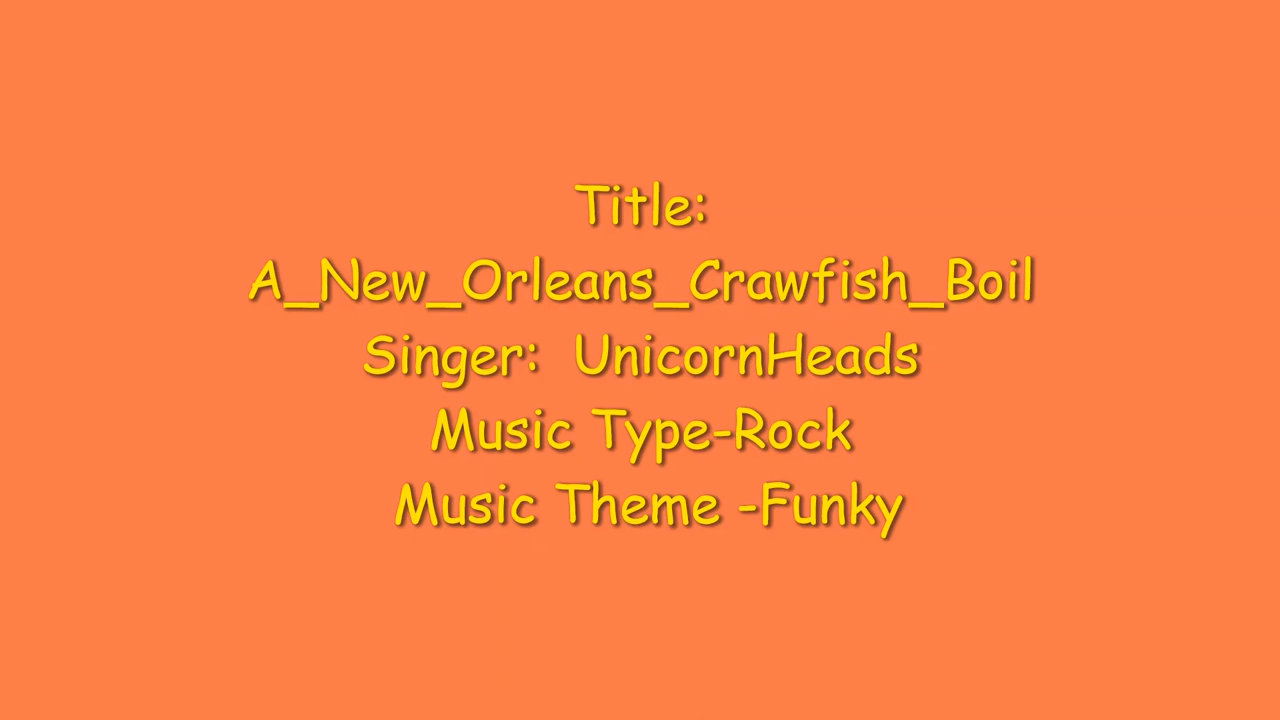 Title:
A_New_Orleans_Crawfish_Boil
Singer:  UnicornHeads
Music Type-Rock
Music Theme -Funky